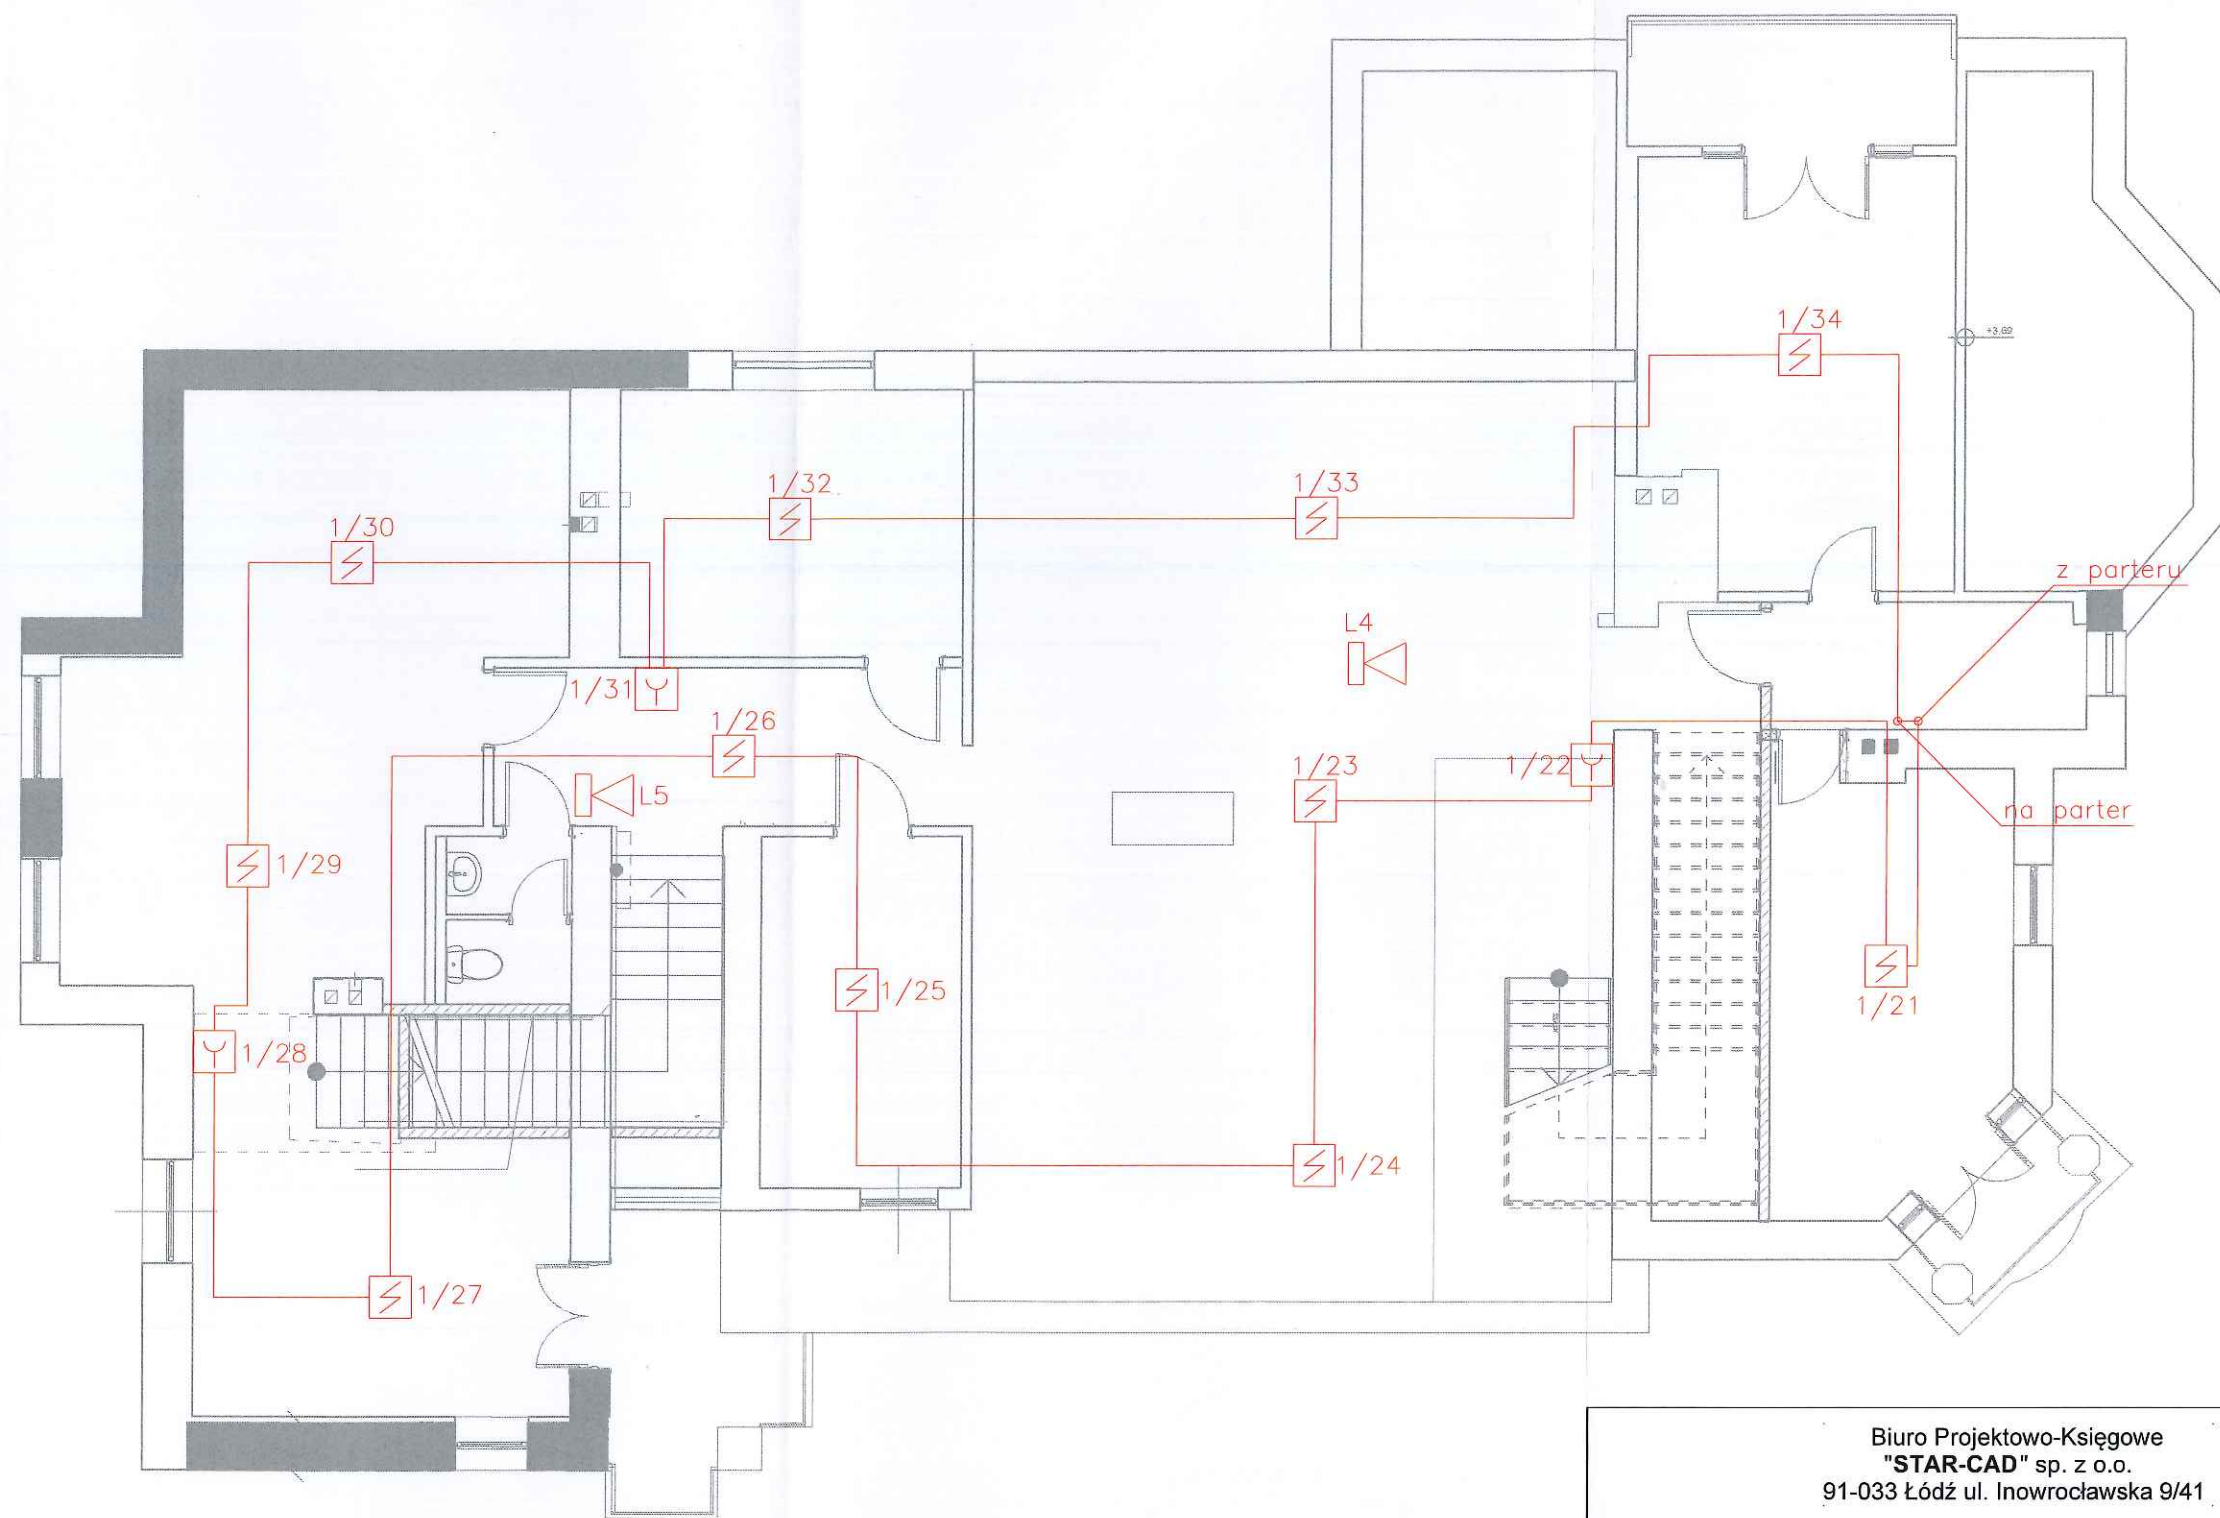 1/34
+3,69
1/32
1/33
1/30
z parteru
L4
1/31
1/26
1/23
1/22
L5
na parter
1/29
1/25
1/21
1/28
1/24
1/27
Biuro Projektowo-Księgowe
"STAR-CAD" sp. z o.o.
91-033 Łódź ul. Inowrocławska 9/41